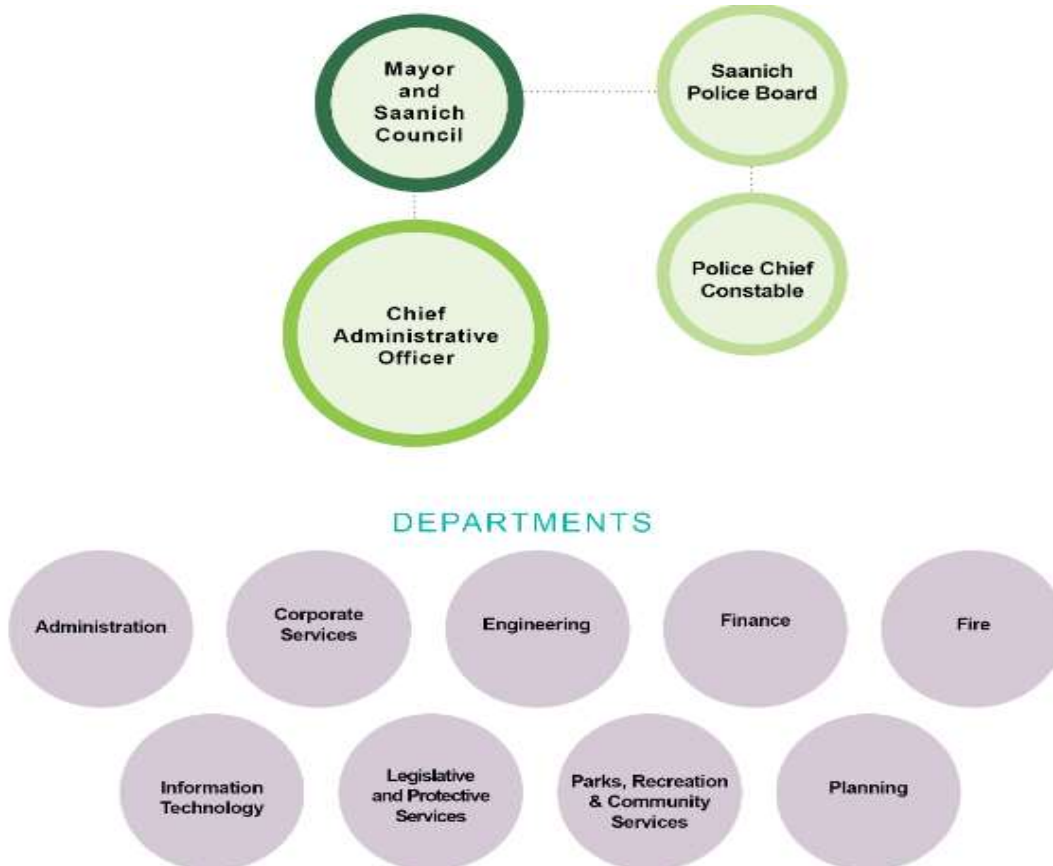 Mayor
and
Saanich
Council
Saanich
Police Board
Chief
Administrative
Officer
Police Chief
Constable
DEPARTMENTS
Administration
Corporate
Services
Engineering
Finance
Fire
Information
Technology
Legislative
and Protective
Services
Parks, Recreation
& Community
Services
Planning